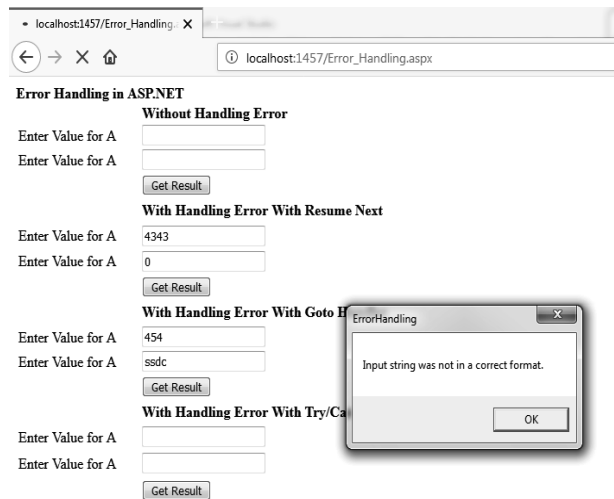 localhost:1457/Error_Handling.a X
localhost:1457/Error_Handling.aspx
Error Handling in ASP.NET
Without Handling Error
Enter Value for A
Enter Value for A
Get Result
With Handling Error With Resume Next
Enter Value for A 4343
Enter Value for A 0
Get Result
With Handling Error With Goto H
Enter Value for A 454
Enter Value for A ssdc
Get Result
With Handling Error With Try/Ca
Enter Value for A
Enter Value for A
Get Result
ErrorHandling
Input string was not in a correct format.
OK